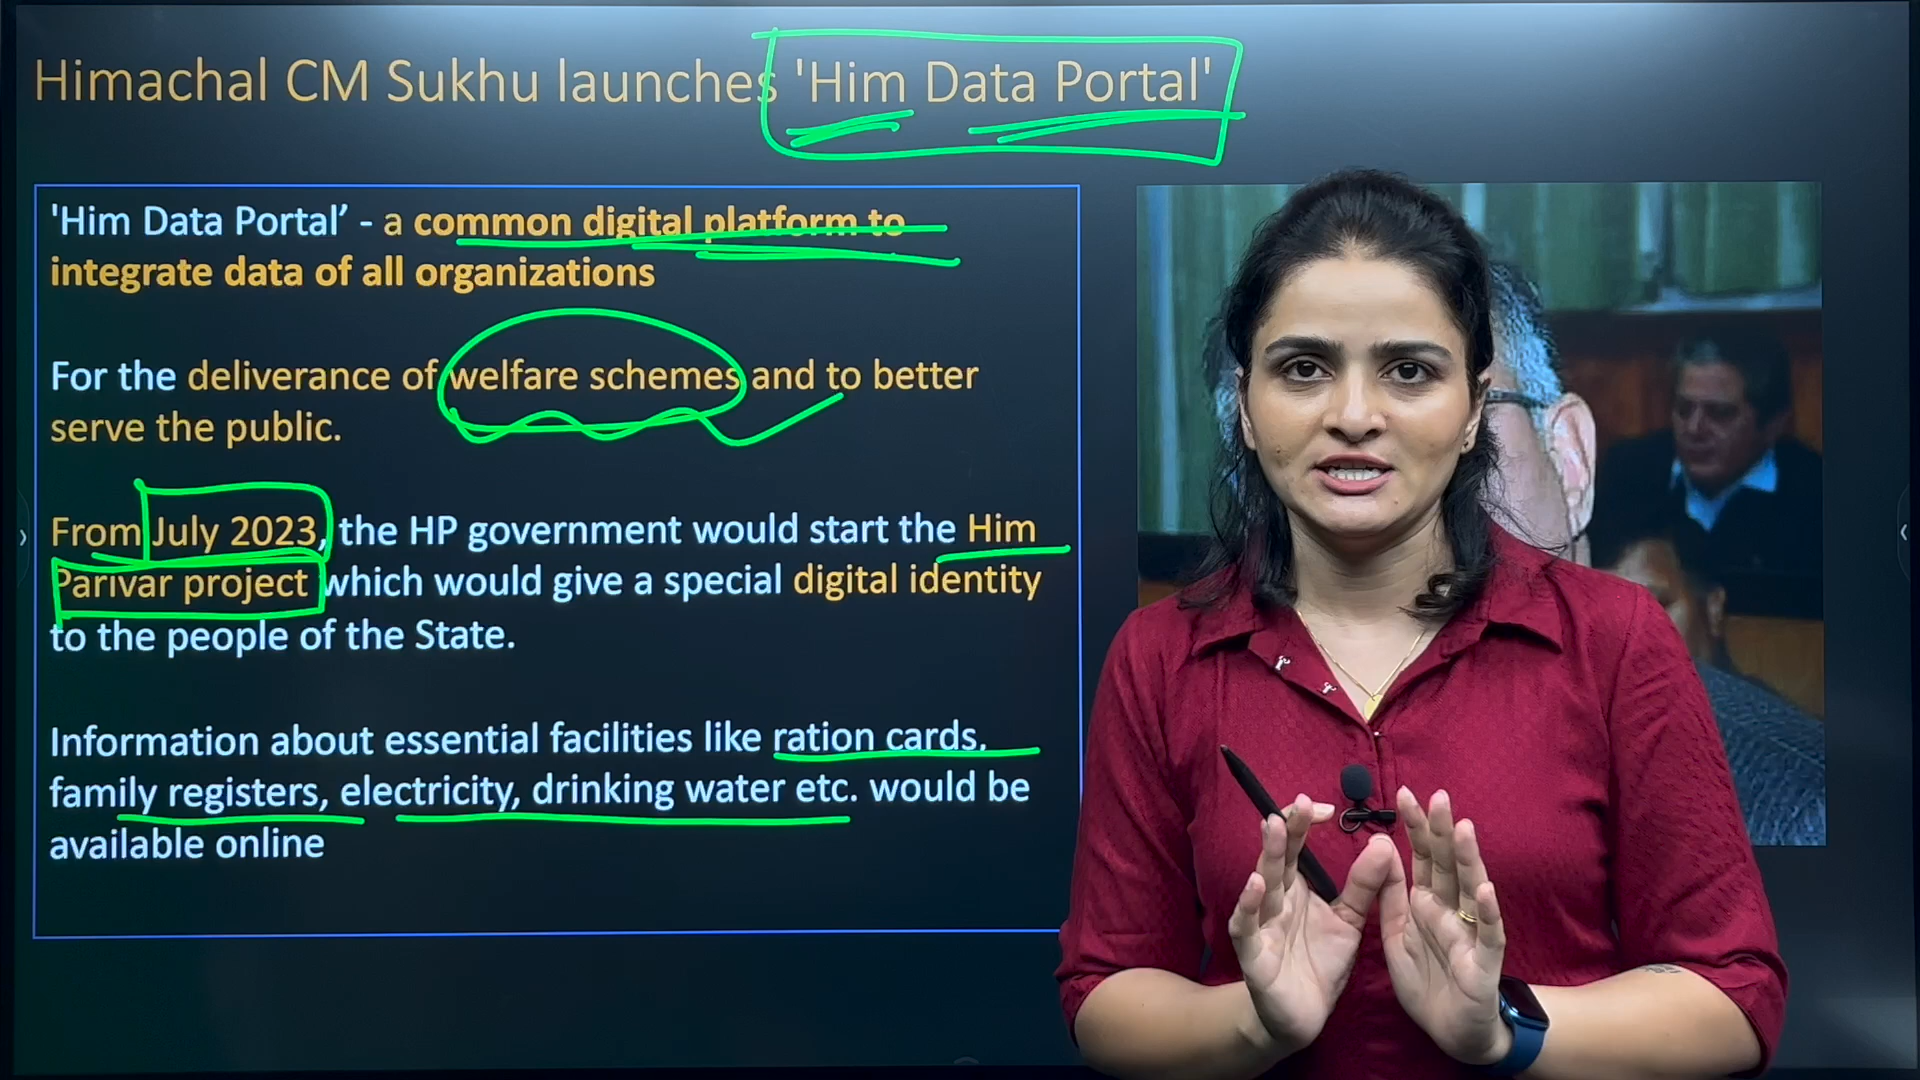 Himachal CM Sukhu launches 'Him Data Portal'
'Him Data Portal’ - a common digital platform to
integrate data of all organizations
For the deliverance of welfare schemes and to better
serve the public.
From July 2023, the HP government would start the Him
Parivar project which would give a special digital identity
to the people of the State.
Information about essential facilities like ration cards,
family registers, electricity, drinking water etc. would be
available online